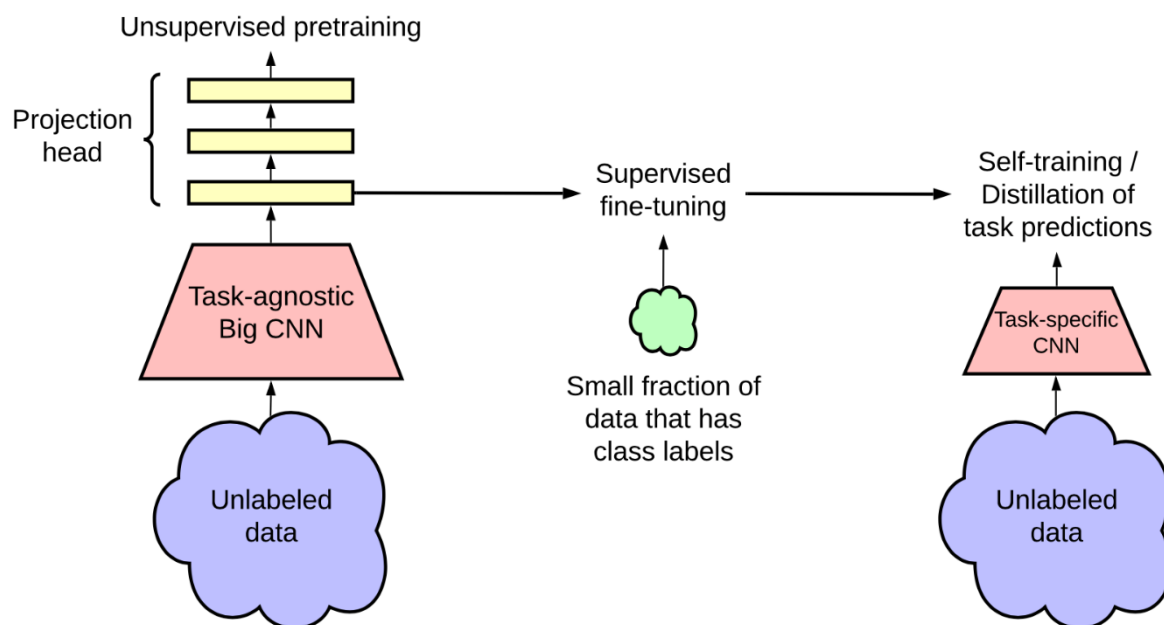 Unsupervised pretraining
Projection
head
Task-agnostic
Big CNN
Unlabeled
data
Supervised
fine-tuning
Small fraction of
data that has
class labels
Self-training /
Distillation of
task predictions
Task-specific
CNN
Unlabeled
data